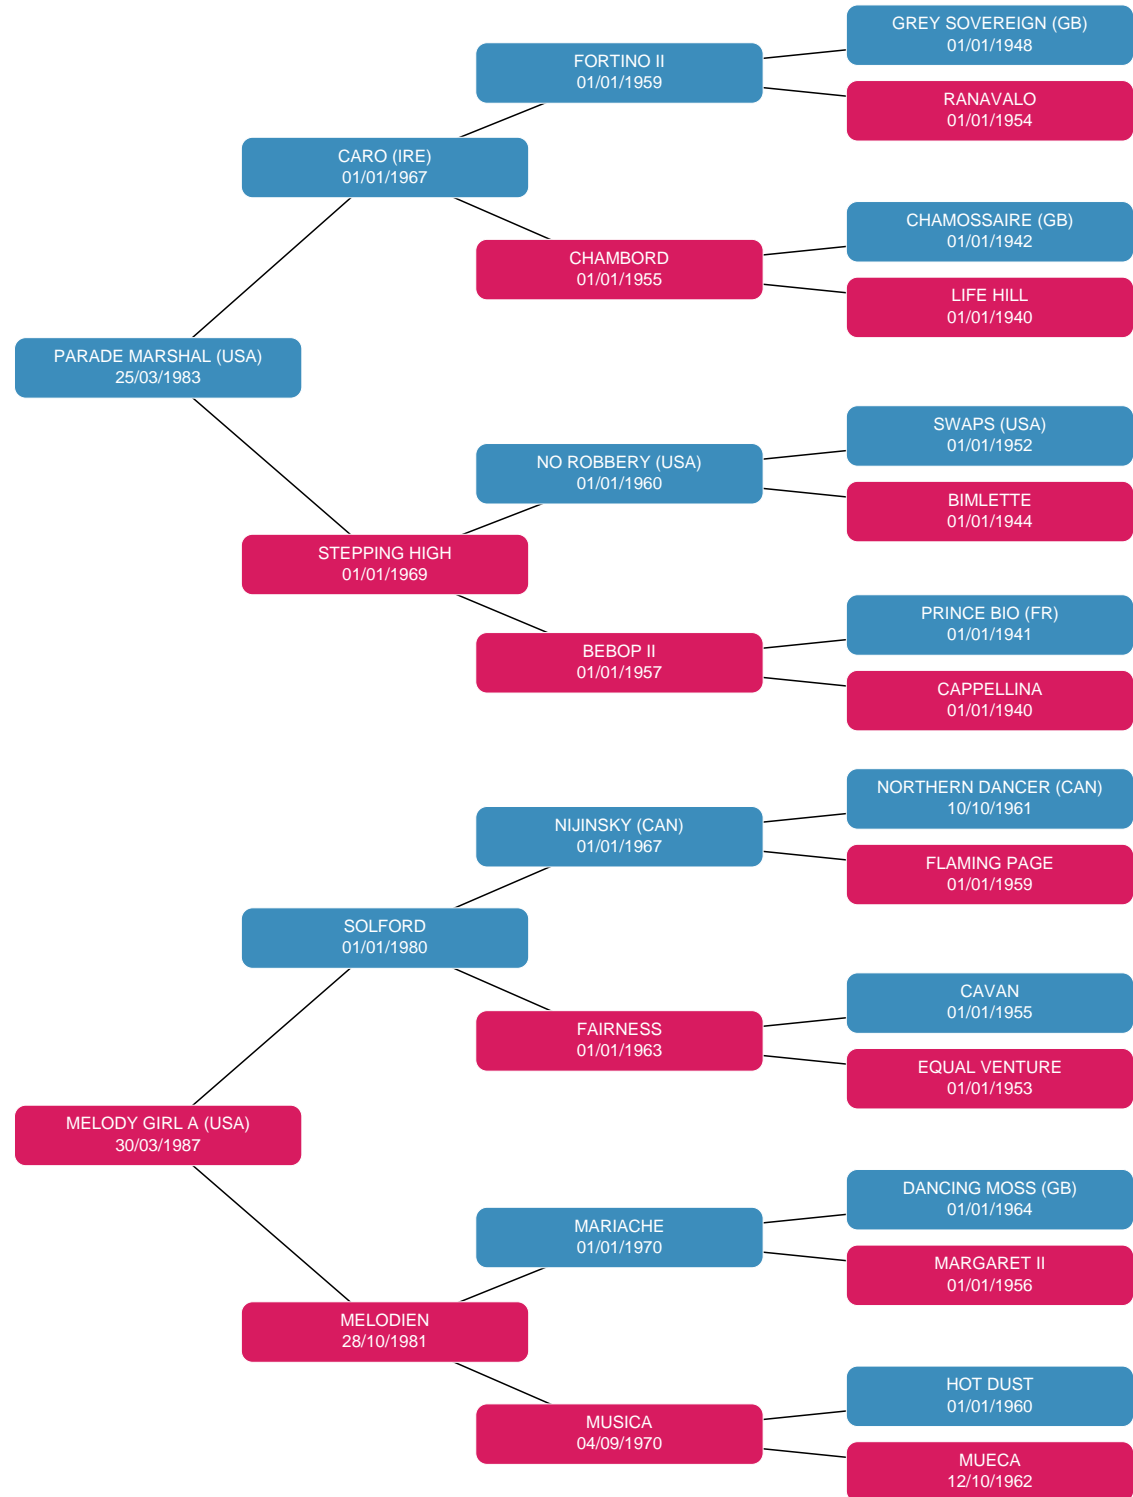 GREY SOVEREIGN (GB)
01/01/1948
FORTINO II
01/01/1959
RANAVALO
01/01/1954
CARO (IRE)
01/01/1967
CHAMOSSAIRE (GB)
01/01/1942
CHAMBORD
01/01/1955
LIFE HILL
01/01/1940
PARADE MARSHAL (USA)
25/03/1983
SWAPS (USA)
01/01/1952
NO ROBBERY (USA)
01/01/1960
BIMLETTE
01/01/1944
STEPPING HIGH
01/01/1969
PRINCE BIO (FR)
01/01/1941
BEBOP II
01/01/1957
CAPPELLINA
01/01/1940
NORTHERN DANCER (CAN)
10/10/1961
NIJINSKY (CAN)
01/01/1967
FLAMING PAGE
01/01/1959
SOLFORD
01/01/1980
CAVAN
01/01/1955
FAIRNESS
01/01/1963
EQUAL VENTURE
01/01/1953
MELODY GIRL A (USA)
30/03/1987
DANCING MOSS (GB)
01/01/1964
MARIACHE
01/01/1970
MARGARET II
01/01/1956
MELODIEN
28/10/1981
HOT DUST
01/01/1960
MUSICA
04/09/1970
MUECA
12/10/1962